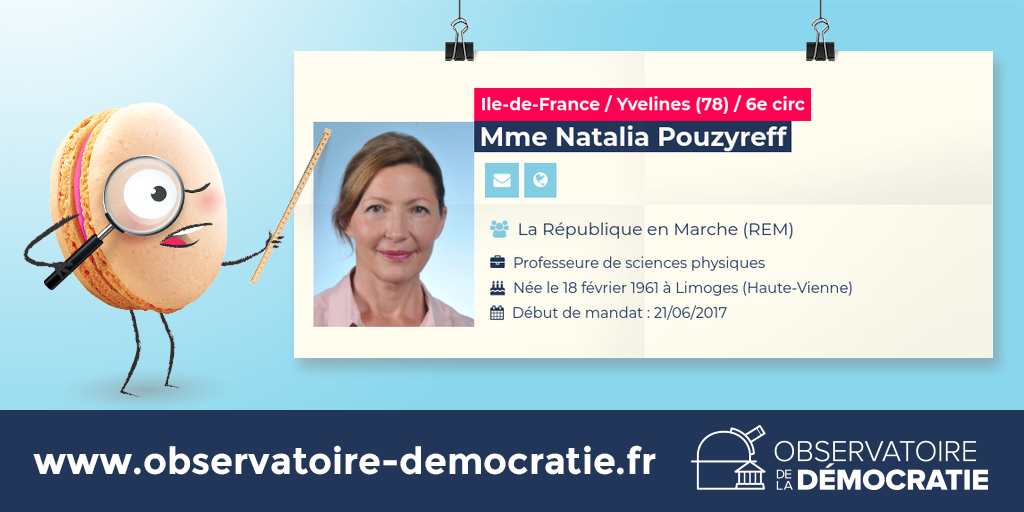 Ile-de-France / Yvelines (78) / 6e circ
Mme Natalia Pouzyreff
La République en Marche (REM)
Professeure de sciences physiques
Née le 18 février 1961 à Limoges (Haute-Vienne)
Début de mandat : 21/06/2017
www.observatoire-democratie.fr
OBSERVATOIRE
DE LA DÉMOCRATIE